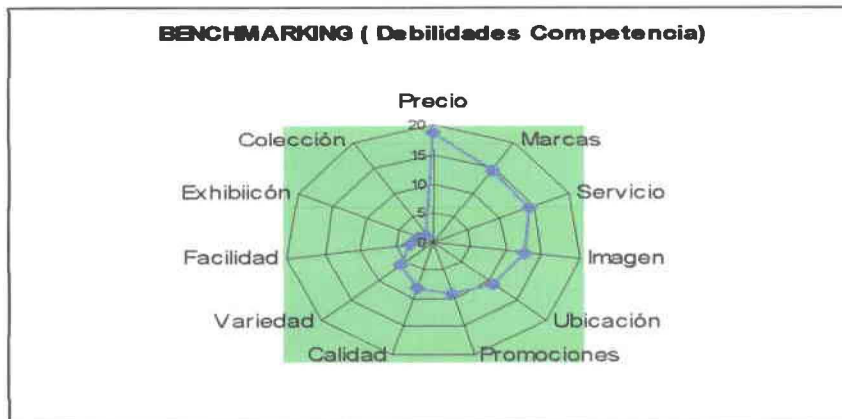 BENCHMARKING ( Debilidades Competencia)
Precio
20
Colección
Marcas
15
Exhibiicón
10
Servicio
5
Facilidad
0
Imagen
Variedad
Ubicación
Calidad
Promociones